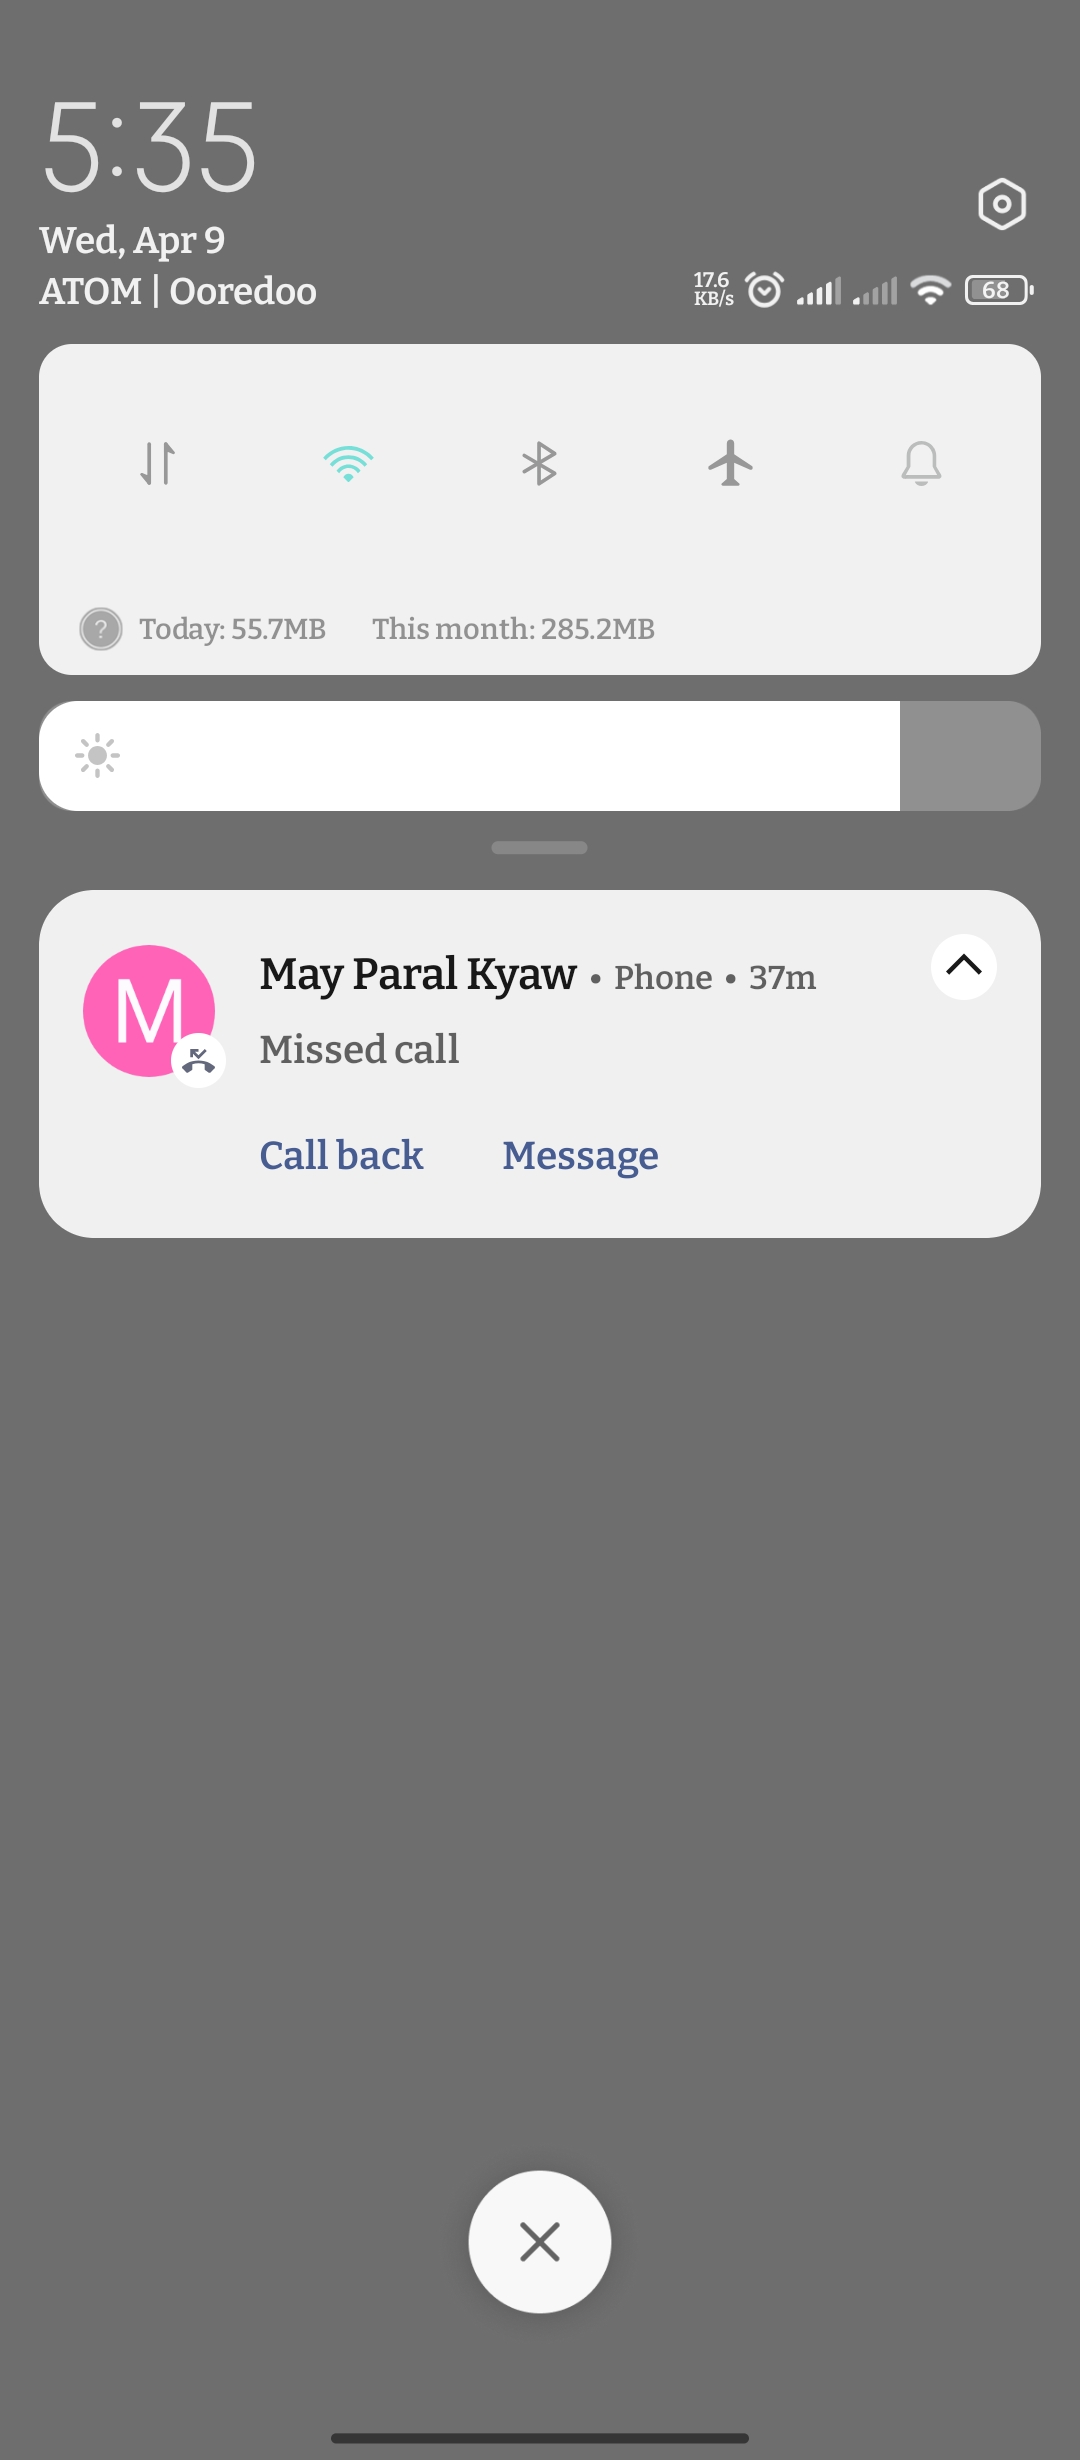 5:35
Wed, Apr 9
ATOM | Ooredoo
17.6
KB/s
68
? Today: 55.7MB This month: 285.2MB
M
May Paral Kyaw • Phone • 37m
Missed call
Call back Message